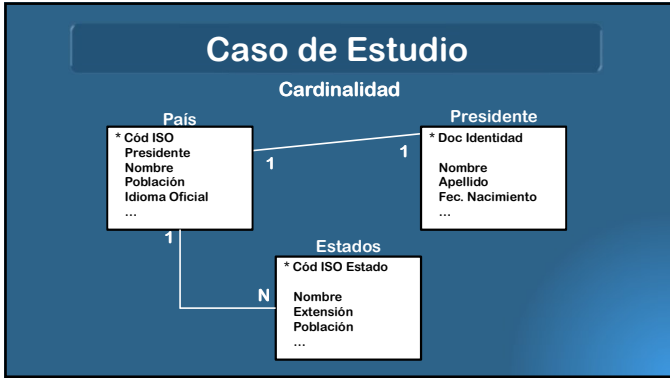 Caso de Estudio
Cardinalidad
País
* Cód ISO
Presidente
Nombre
Población
Idioma Oficial
...
1
1
Presidente
* Doc Identidad
Nombre
Apellido
Fec. Nacimiento
...
1
N
Estados
* Cód ISO Estado
Nombre
Extensión
Población
...